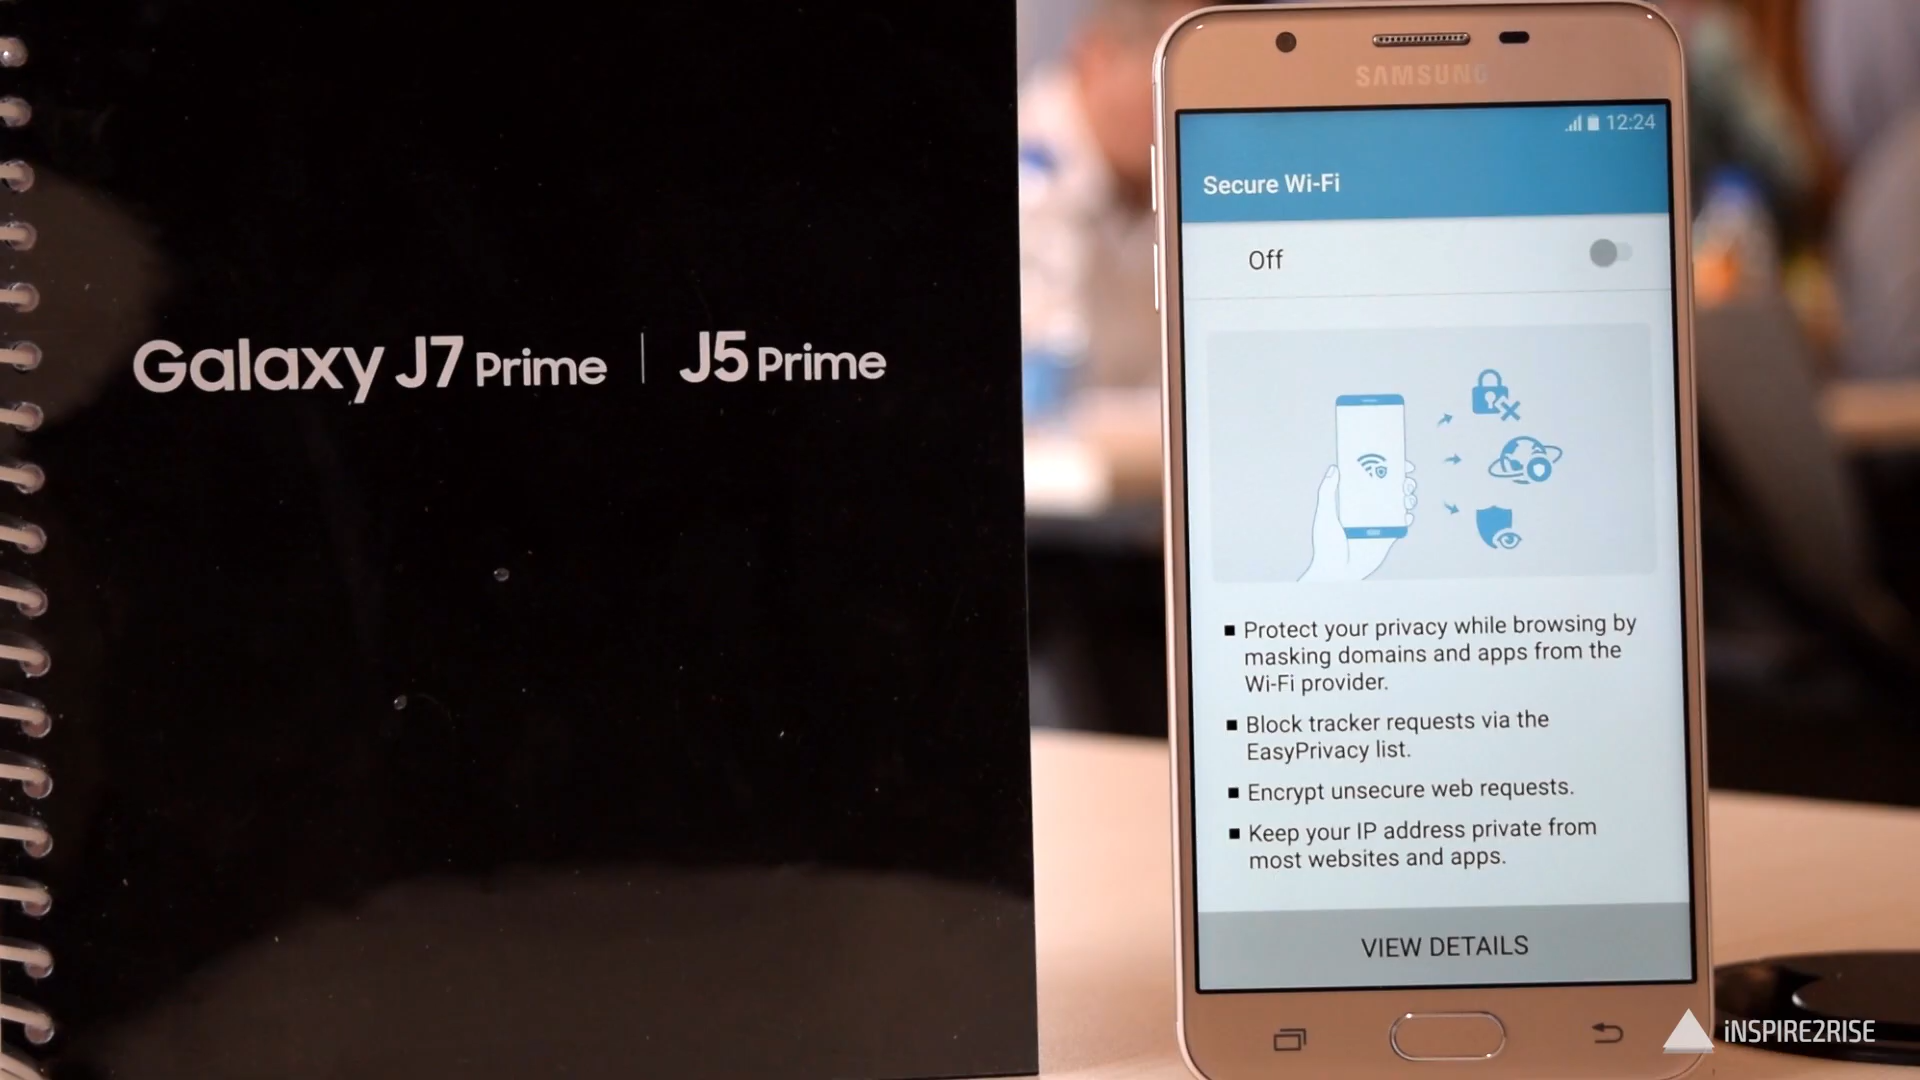 Galaxy J7 Prime | J5 Prime
SAMSUNG
12:24
Secure Wi-Fi
Off
■ Protect your privacy while browsing by
masking domains and apps from the
Wi-Fi provider.
■ Block tracker requests via the
EasyPrivacy list.
■ Encrypt unsecure web requests.
■ Keep your IP address private from
most websites and apps.
VIEW DETAILS
iNSPIRE2RISE